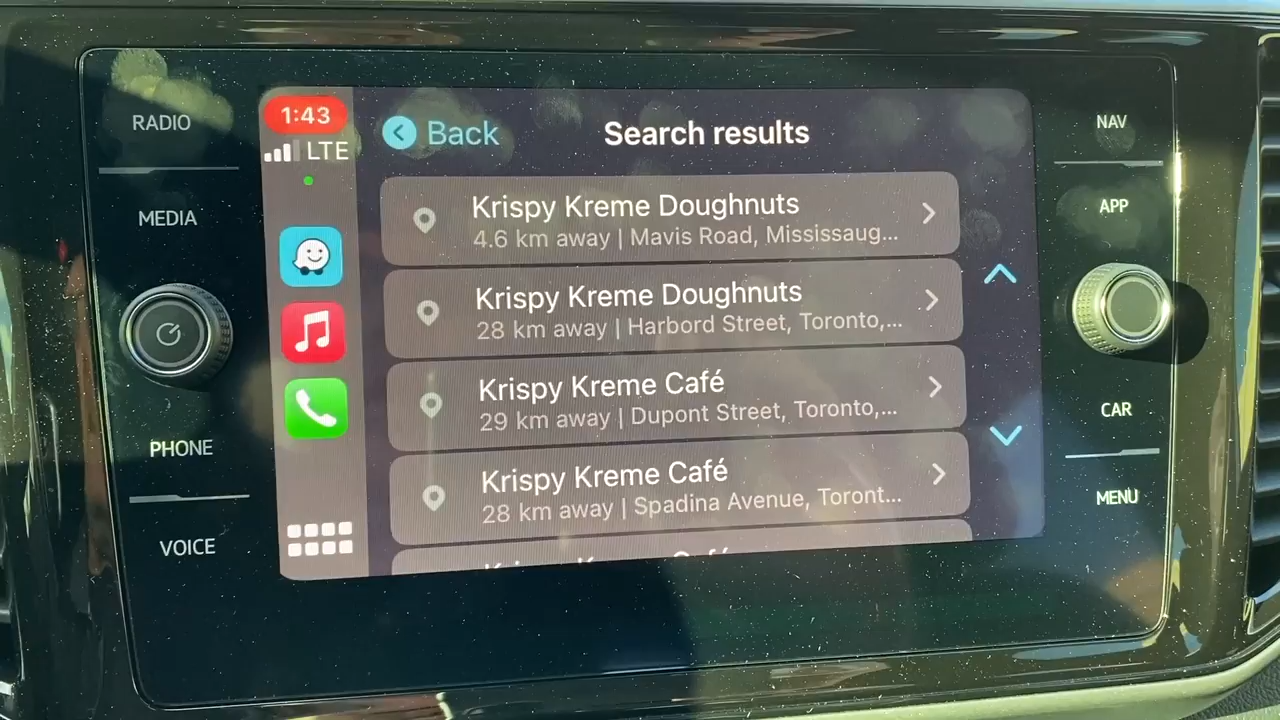 RADIO
MEDIA
PHONE
VOICE
1:43
LTE
Back
Search results
Krispy Kreme Doughnuts
4.6 km away | Mavis Road, Mississaug...
Krispy Kreme Doughnuts
28 km away | Harbord Street, Toronto,...
Krispy Kreme Café
29 km away | Dupont Street, Toronto,...
Krispy Kreme Café
28 km away | Spadina Avenue, Toront...
NAV
APP
CAR
MENU